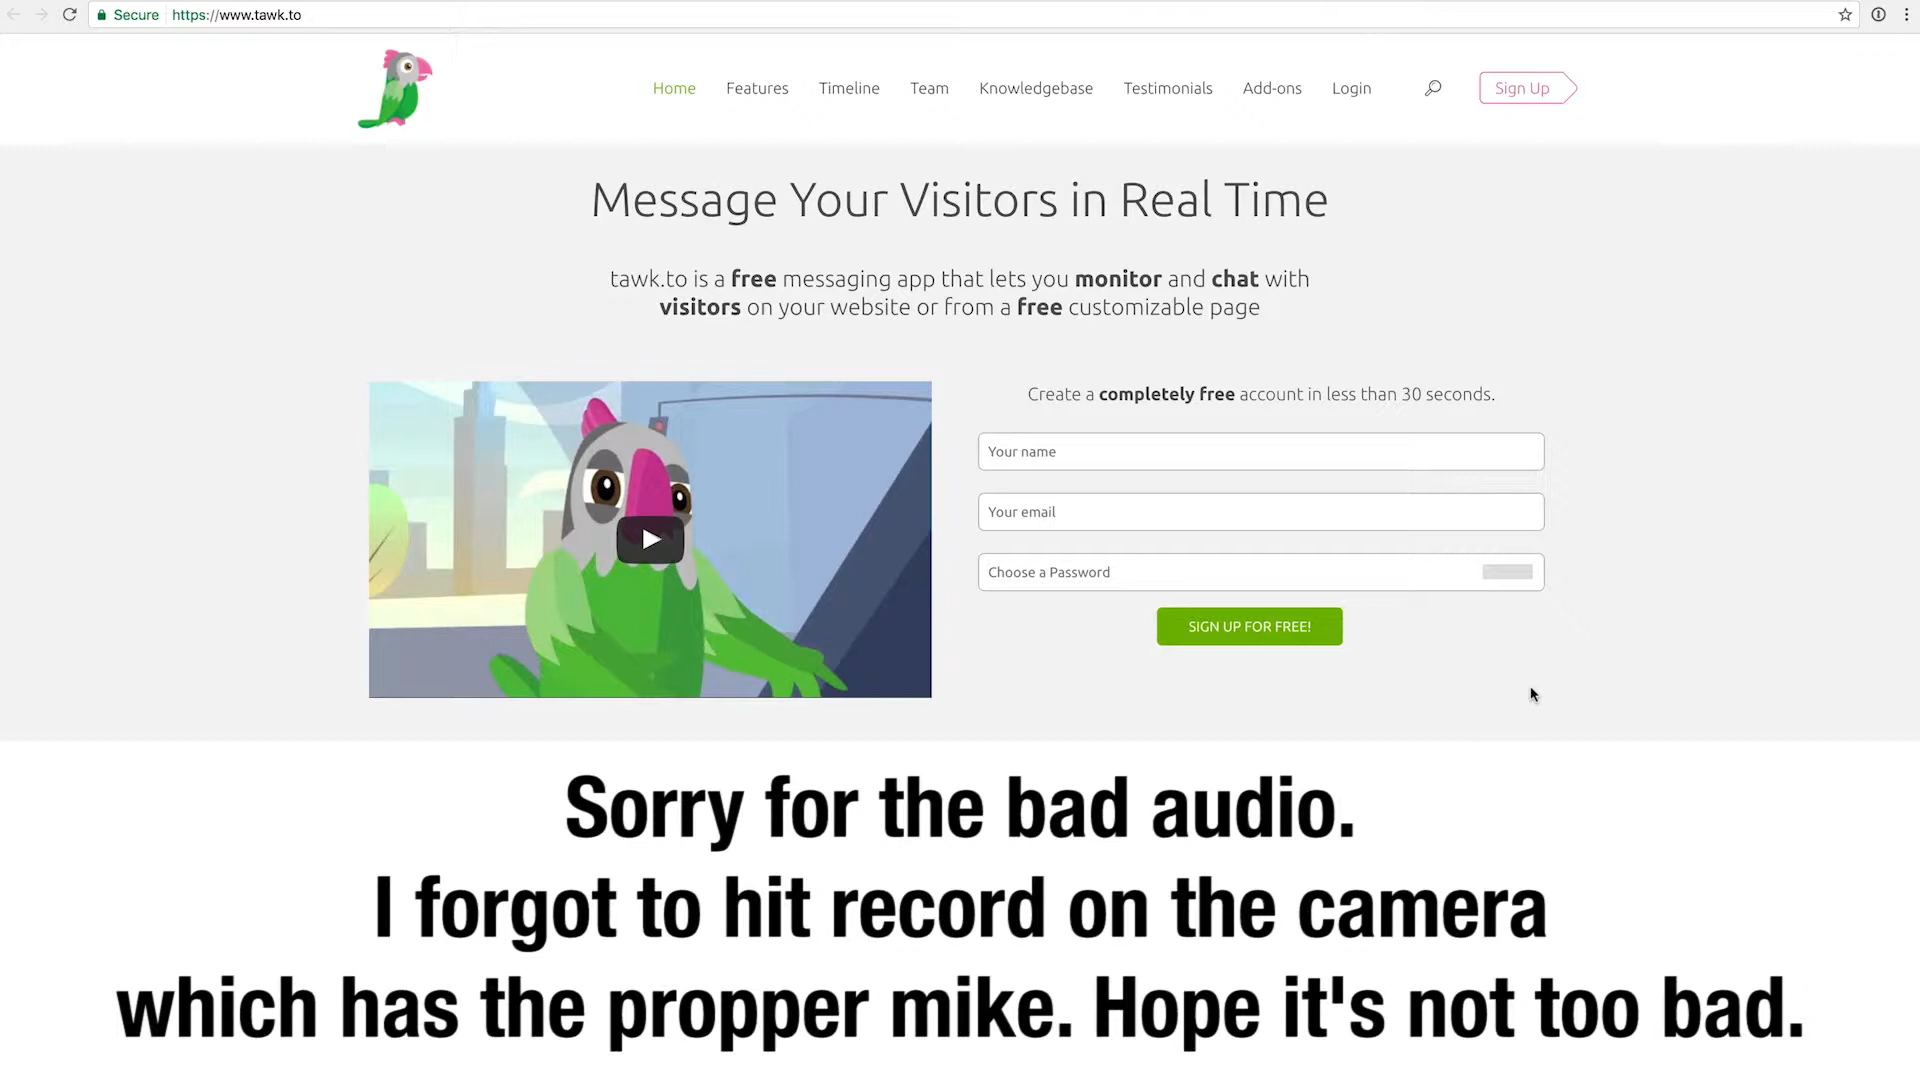 Secure https://www.tawk.to
Home Features Timeline Team Knowledgebase Testimonials Add-ons Login Sign Up
Message Your Visitors in Real Time
tawk.to is a free messaging app that lets you monitor and chat with
visitors on your website or from a free customizable page
Create a completely free account in less than 30 seconds.
Your name
Your email
Choose a Password
SIGN UP FOR FREE!
Sorry for the bad audio.
I forgot to hit record on the camera
which has the propper mike. Hope it's not too bad.